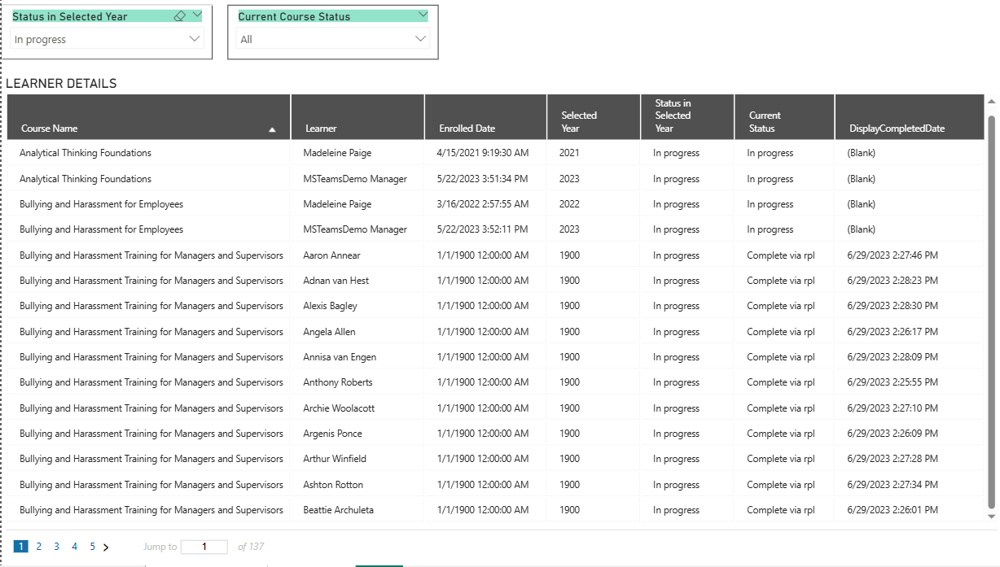 Status in Selected Year
In progress
Current Course Status
All
LEARNER DETAILS
Course Name Learner Enrolled Date Selected Year Status in Selected Year Current Status DisplayCompletedDate
Analytical Thinking Foundations Madeleine Paige 4/15/2021 9:19:30 AM 2021 In progress In progress (Blank)
Analytical Thinking Foundations MSTeamsDemo Manager 5/22/2023 3:51:34 PM 2023 In progress In progress (Blank)
Bullying and Harassment for Employees Madeleine Paige 3/16/2022 2:57:55 AM 2022 In progress In progress (Blank)
Bullying and Harassment for Employees MSTeamsDemo Manager 5/22/2023 3:52:11 PM 2023 In progress In progress (Blank)
Bullying and Harassment Training for Managers and Supervisors Aaron Annear 1/1/1900 12:00:00 AM 1900 In progress Complete via rpl 6/29/2023 2:27:46 PM
Bullying and Harassment Training for Managers and Supervisors Adnan van Hest 1/1/1900 12:00:00 AM 1900 In progress Complete via rpl 6/29/2023 2:28:23 PM
Bullying and Harassment Training for Managers and Supervisors Alexis Bagley 1/1/1900 12:00:00 AM 1900 In progress Complete via rpl 6/29/2023 2:28:30 PM
Bullying and Harassment Training for Managers and Supervisors Angela Allen 1/1/1900 12:00:00 AM 1900 In progress Complete via rpl 6/29/2023 2:26:17 PM
Bullying and Harassment Training for Managers and Supervisors Annisa van Engen 1/1/1900 12:00:00 AM 1900 In progress Complete via rpl 6/29/2023 2:28:09 PM
Bullying and Harassment Training for Managers and Supervisors Anthony Roberts 1/1/1900 12:00:00 AM 1900 In progress Complete via rpl 6/29/2023 2:25:55 PM
Bullying and Harassment Training for Managers and Supervisors Archie Woolacott 1/1/1900 12:00:00 AM 1900 In progress Complete via rpl 6/29/2023 2:27:10 PM
Bullying and Harassment Training for Managers and Supervisors Argenis Ponce 1/1/1900 12:00:00 AM 1900 In progress Complete via rpl 6/29/2023 2:26:09 PM
Bullying and Harassment Training for Managers and Supervisors Arthur Winfield 1/1/1900 12:00:00 AM 1900 In progress Complete via rpl 6/29/2023 2:27:28 PM
Bullying and Harassment Training for Managers and Supervisors Ashton Rotton 1/1/1900 12:00:00 AM 1900 In progress Complete via rpl 6/29/2023 2:27:34 PM
Bullying and Harassment Training for Managers and Supervisors Beattie Archuleta 1/1/1900 12:00:00 AM 1900 In progress Complete via rpl 6/29/2023 2:26:01 PM
1 2 3 4 5 Jump to 1 of 137